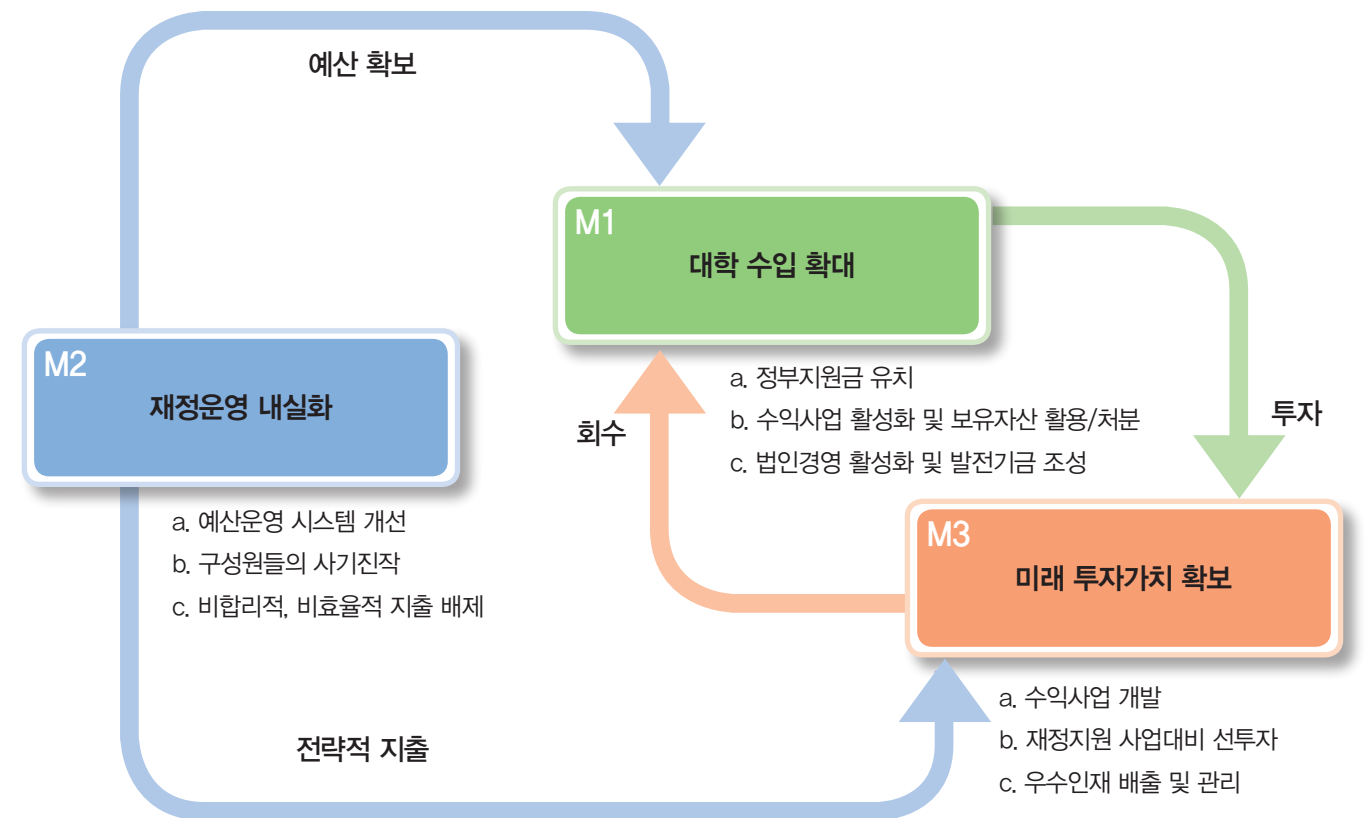 예산 확보
M1
대학 수입 확대
M2
재정운영 내실화
a. 정부지원금 유치
b. 수익사업 활성화 및 보유자산 활용/처분
c. 법인경영 활성화 및 발전기금 조성
회수
투자
a. 예산운영 시스템 개선
b. 구성원들의 사기진작
c. 비합리적, 비효율적 지출 배제
M3
미래 투자가치 확보
a. 수익사업 개발
b. 재정지원 사업대비 선투자
c. 우수인재 배출 및 관리
전략적 지출